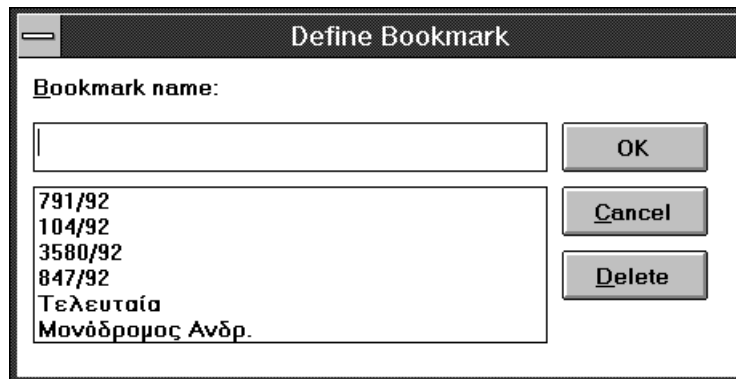 Define Bookmark
Bookmark name:
OK
791/92
104/92
3580/92
847/92
Τελευταία
Μονόδρομος Ανδρ.
Cancel
Delete